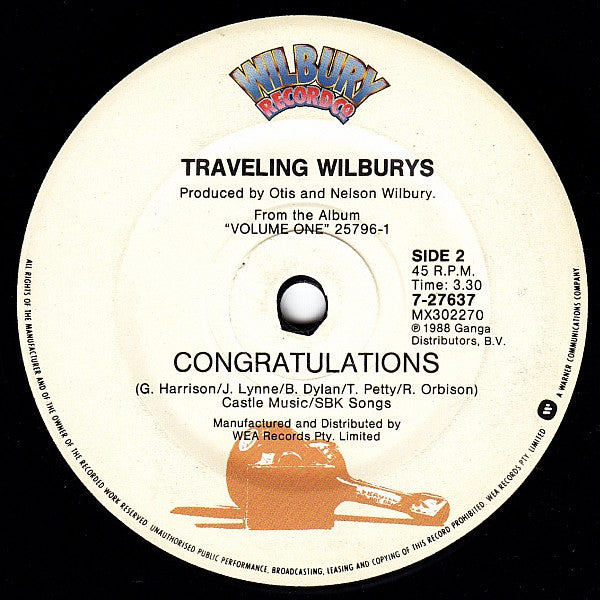 WILBURY
RECORD CO
TRAVELING WILBURYS
Produced by Otis and Nelson Wilbury.
From the Album
"VOLUME ONE" 25796-1
SIDE 2
45 R.P.M.
Time: 3.30
7-27637
MX302270
℗ 1988 Ganga
Distributors, B.V.
CONGRATULATIONS
(G. Harrison/J. Lynne/B. Dylan/T. Petty/R. Orbison)
Castle Music/SBK Songs
Manufactured and Distributed by
WEA Records Pty. Limited
ALL RIGHTS OF THE MANUFACTURER AND OF THE OWNER OF THE RECORDED WORK RESERVED. UNAUTHORISED PUBLIC PERFORMANCE, BROADCASTING, LEASING AND COPYING OF THIS RECORD PROHIBITED. WEA RECORDS PTY. LIMITED
A WARNER COMMUNICATIONS COMPANY.